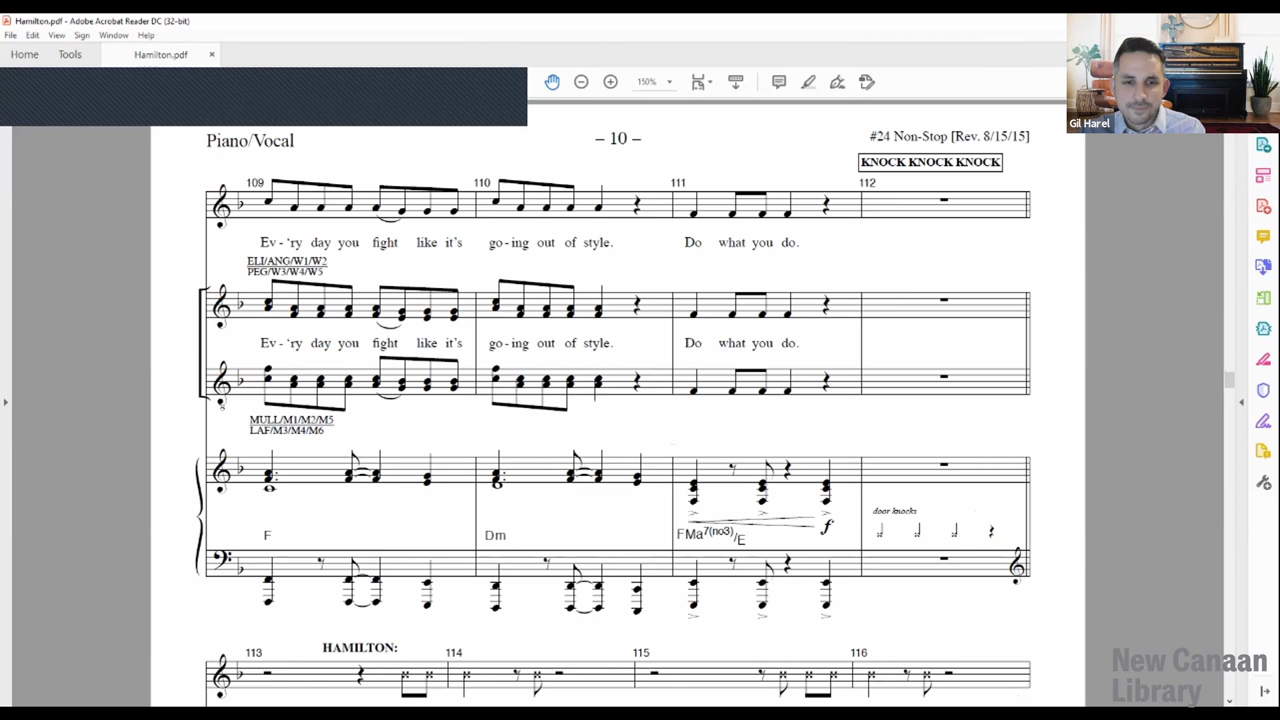 Hamilton.pdf - Adobe Acrobat Reader DC (32-bit)
File Edit View Sign Window Help
Home Tools Hamilton.pdf ×
150%
Gil Harel
Piano/Vocal – 10 – #24 Non-Stop [Rev. 8/15/15]
KNOCK KNOCK KNOCK
109 110 111 112
Ev-'ry day you fight like it's go-ing out of style. Do what you do.
ELI/ANG/W1/W2
PEG/W3/W4/W5
Ev-'ry day you fight like it's go-ing out of style. Do what you do.
MULL/M1/M2/M5
LAF/M3/M4/M6
door knocks
f
F Dm FMa7(no3)/E
HAMILTON:
113 114 115 116
New Canaan
Library